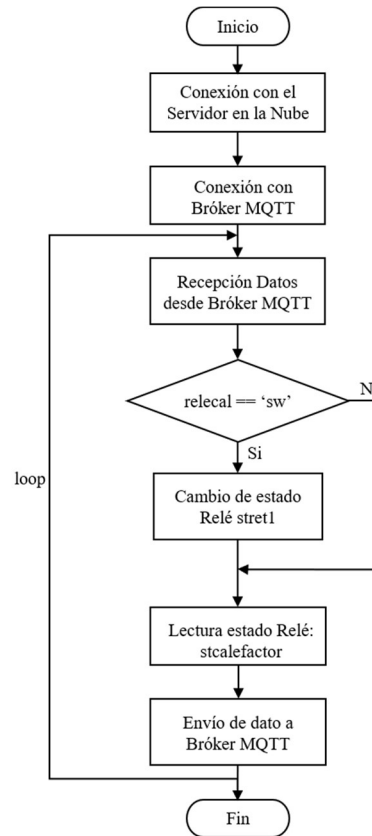 Inicio
Conexión con el
Servidor en la Nube
Conexión con
Bróker MQTT
Recepción Datos
desde Bróker MQTT
relecal == ‘sw’
N
Si
loop
Cambio de estado
Relé stret1
Lectura estado Relé:
stcalefactor
Envío de dato a
Bróker MQTT
Fin